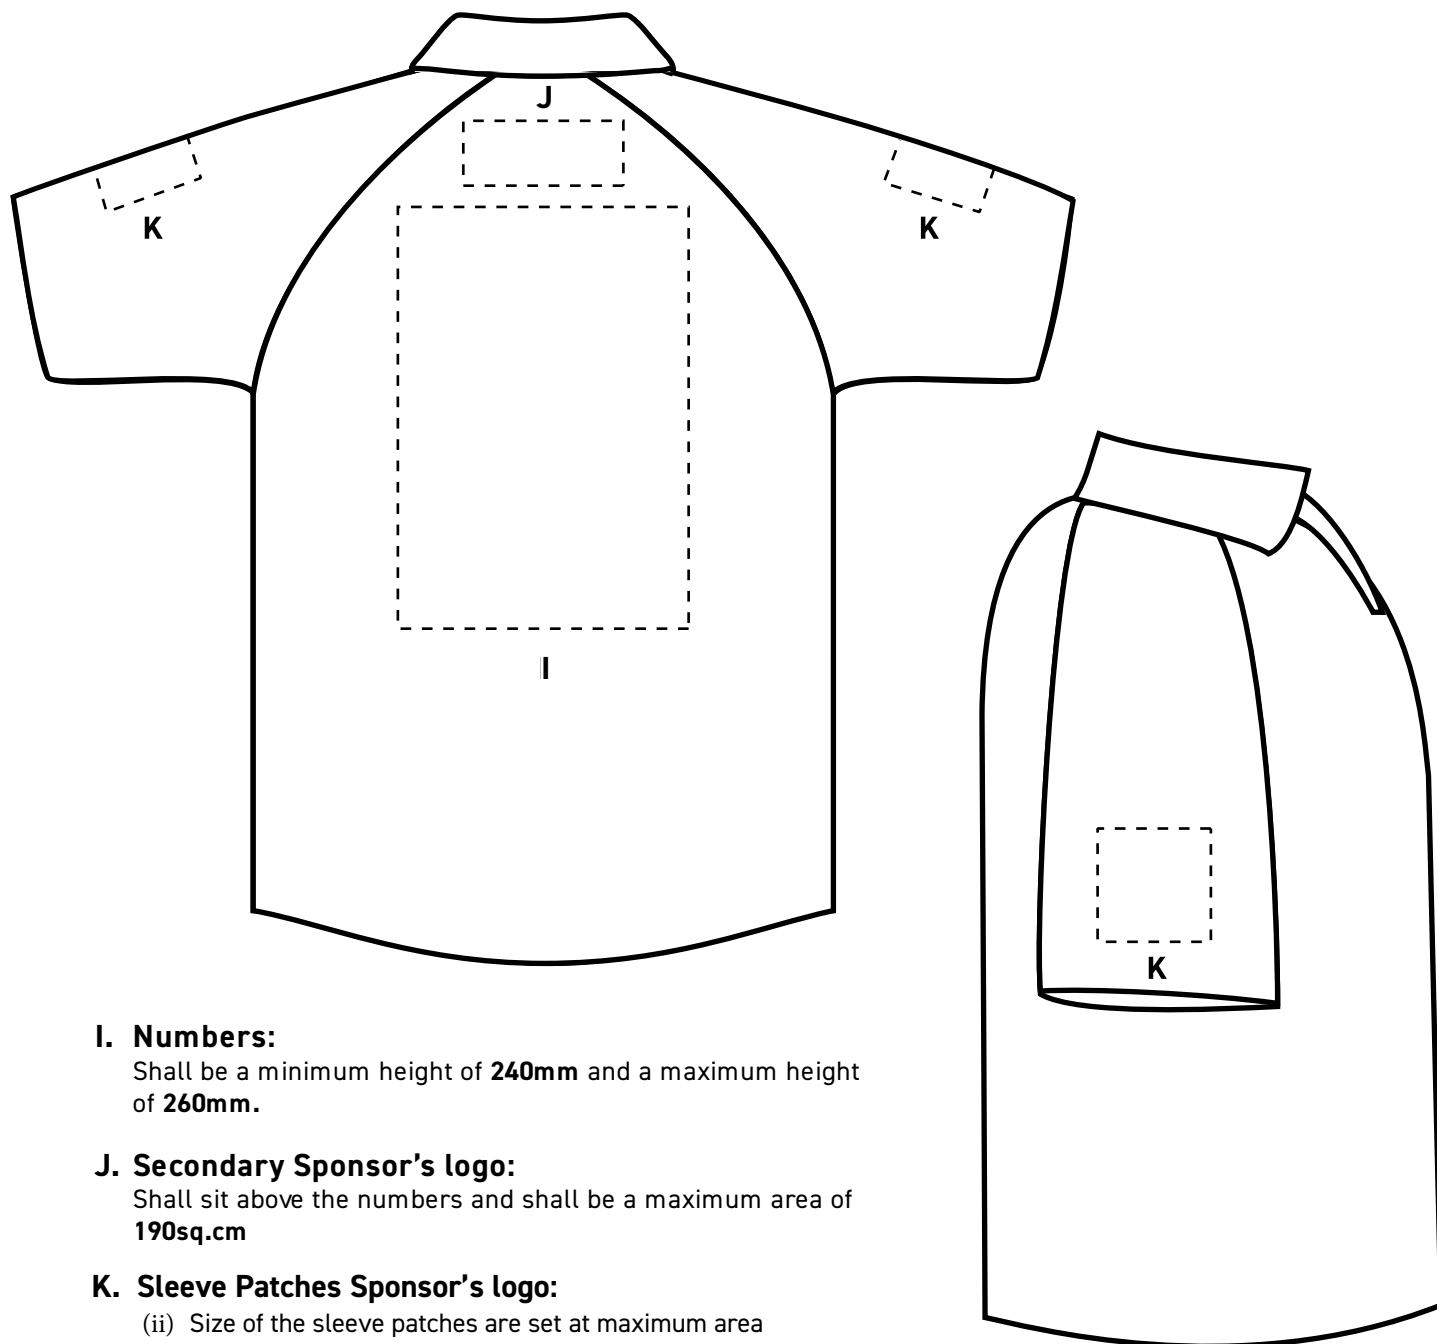 J
K
K
I
K
I. Numbers:
Shall be a minimum height of 240mm and a maximum height
of 260mm.
J. Secondary Sponsor’s logo:
Shall sit above the numbers and shall be a maximum area of
190sq.cm
K. Sleeve Patches Sponsor’s logo:
(ii) Size of the sleeve patches are set at maximum area